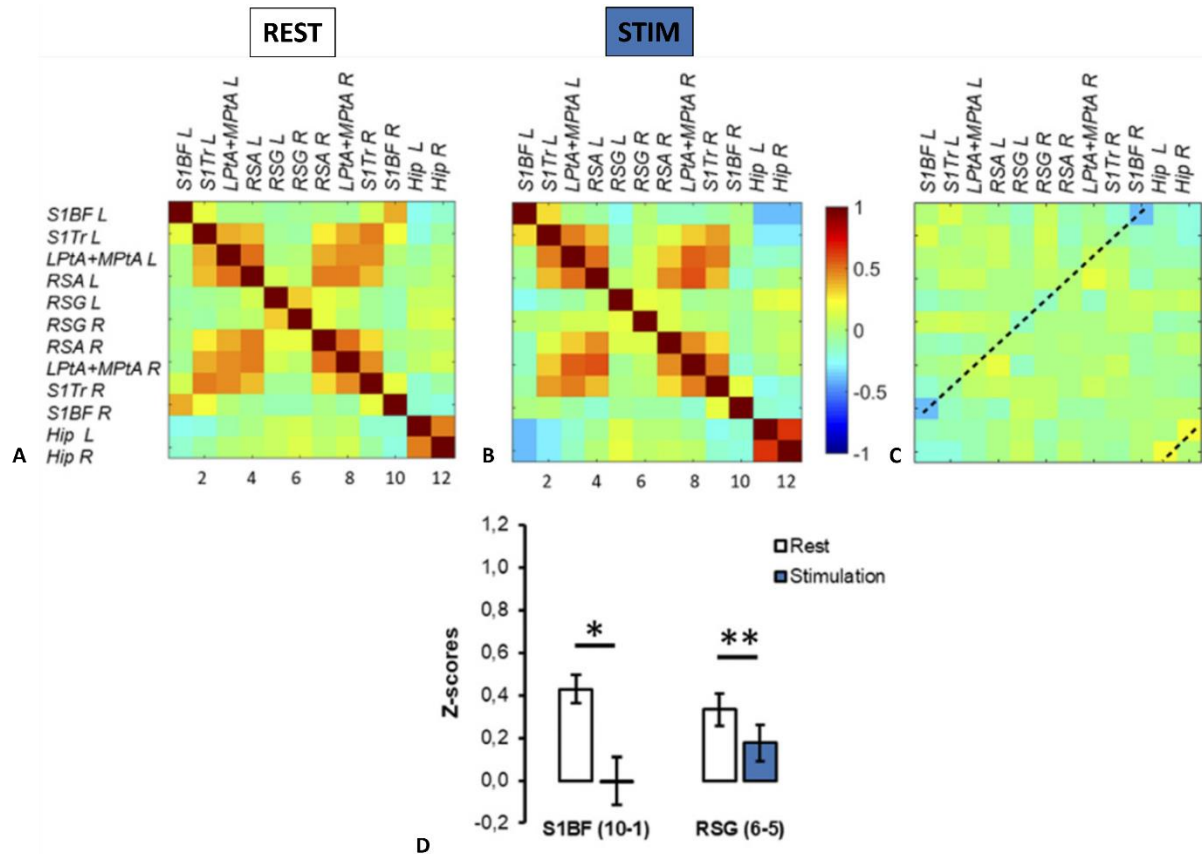 REST
STIM
S1BF L
S1Tr L
LPtA+MPtA L
RSA L
RSG L
RSG R
RSA R
LPtA+MPtA R
S1Tr R
S1BF R
Hip L
Hip R
S1BF L
S1Tr L
LPtA+MPtA L
RSA L
RSG L
RSG R
RSA R
LPtA+MPtA R
S1Tr R
S1BF R
Hip L
Hip R
S1BF L
S1Tr L
LPtA+MPtA L
RSA L
RSG L
RSG R
RSA R
LPtA+MPtA R
S1Tr R
S1BF R
Hip L
Hip R
S1BF L
S1Tr L
LPtA+MPtA L
RSA L
RSG L
RSG R
RSA R
LPtA+MPtA R
S1Tr R
S1BF R
Hip L
Hip R
1
0.5
0
-0.5
-1
A
B
C
2 4 6 8 10 12
2 4 6 8 10 12
1,2
1,0
0,8
0,6
0,4
0,2
0,0
-0,2
Z-scores
Rest
Stimulation
*
**
S1BF (10-1)
RSG (6-5)
D